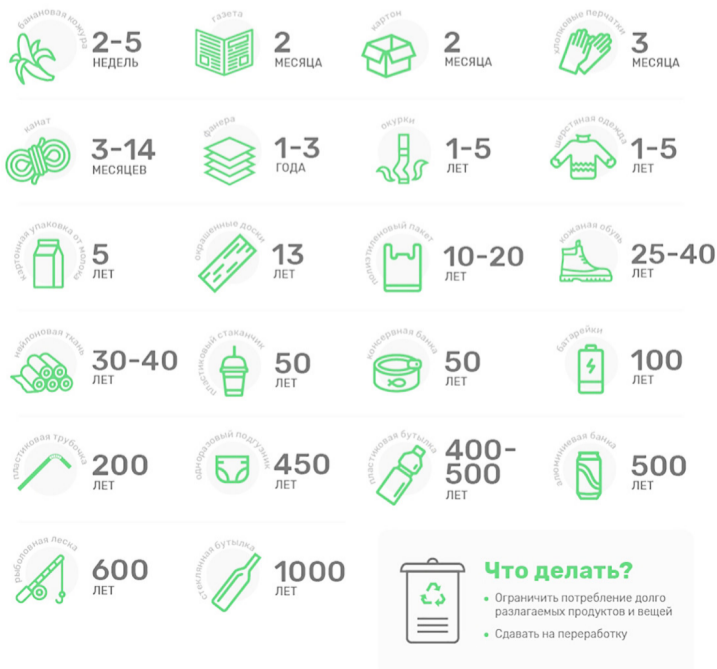 банановая кожура
2-5
НЕДЕЛЬ
газета
2
МЕСЯЦА
картон
2
МЕСЯЦА
хлопковые перчатки
3
МЕСЯЦА
канат
3-14
МЕСЯЦЕВ
фанера
1-3
ГОДА
окурки
1-5
ЛЕТ
шерстяная одежда
1-5
ЛЕТ
картонная упаковка от молока
5
ЛЕТ
окрашенные доски
13
ЛЕТ
полиэтиленовый пакет
10-20
ЛЕТ
кожаная обувь
25-40
ЛЕТ
нейлоновая ткань
30-40
ЛЕТ
пластиковый стаканчик
50
ЛЕТ
консервная банка
50
ЛЕТ
батарейки
100
ЛЕТ
пластиковая трубочка
200
ЛЕТ
одноразовый подгузник
450
ЛЕТ
пластиковая бутылка
400-
500
ЛЕТ
алюминиевая банка
500
ЛЕТ
рыболовная леска
600
ЛЕТ
стеклянная бутылка
1000
ЛЕТ
Что делать?
• Ограничить потребление долго
разлагаемых продуктов и вещей
• Сдавать на переработку